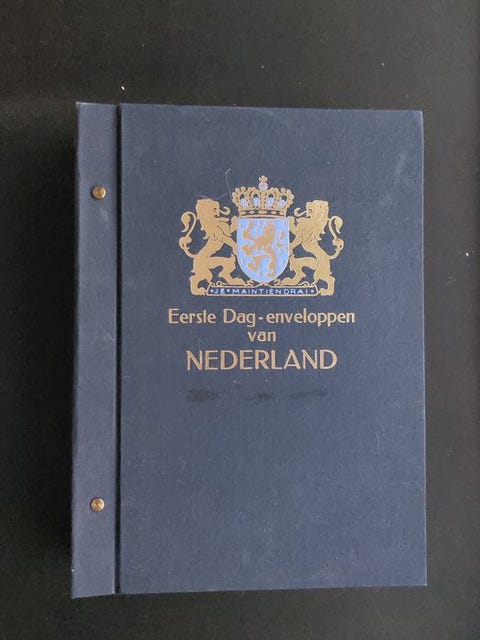 JE MAINTIENDRAI
Eerste Dag-enveloppen
van
NEDERLAND